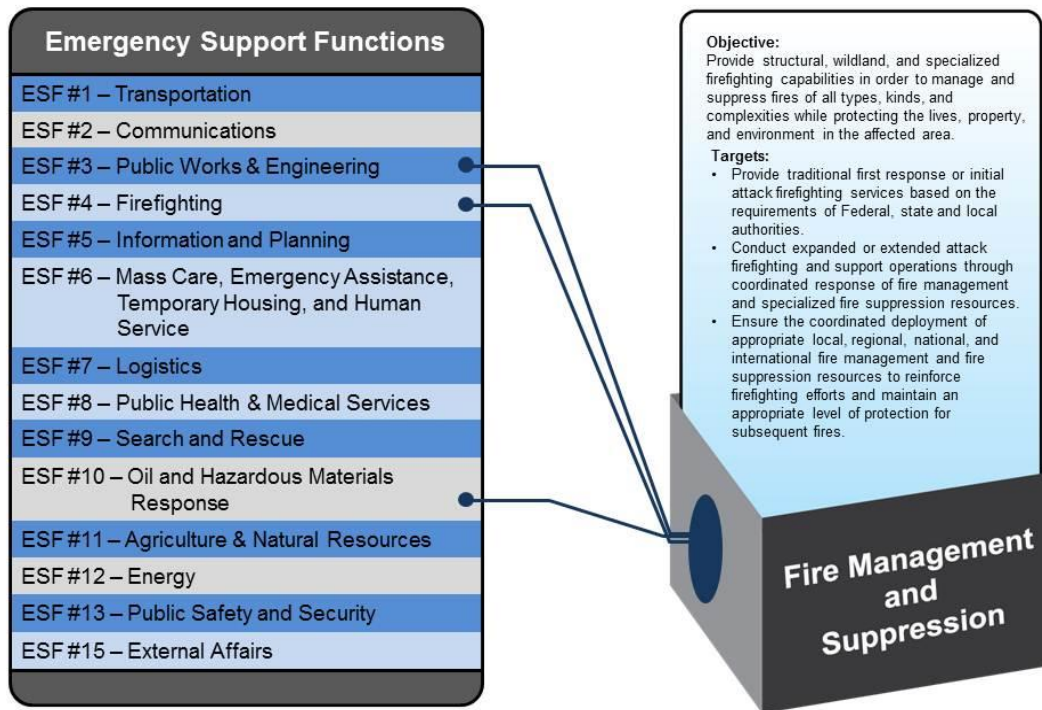 Emergency Support Functions
ESF #1 – Transportation
ESF #2 – Communications
ESF #3 – Public Works & Engineering
ESF #4 – Firefighting
ESF #5 – Information and Planning
ESF #6 – Mass Care, Emergency Assistance,
Temporary Housing, and Human
Service
ESF #7 – Logistics
ESF #8 – Public Health & Medical Services
ESF #9 – Search and Rescue
ESF #10 – Oil and Hazardous Materials
Response
ESF #11 – Agriculture & Natural Resources
ESF #12 – Energy
ESF #13 – Public Safety and Security
ESF #15 – External Affairs
Objective:
Provide structural, wildland, and specialized
firefighting capabilities in order to manage and
suppress fires of all types, kinds, and
complexities while protecting the lives, property,
and environment in the affected area.
Targets:
• Provide traditional first response or initial
attack firefighting services based on the
requirements of Federal, state and local
authorities.
• Conduct expanded or extended attack
firefighting and support operations through
coordinated response of fire management
and specialized fire suppression resources.
• Ensure the coordinated deployment of
appropriate local, regional, national, and
international fire management and fire
suppression resources to reinforce
firefighting efforts and maintain an
appropriate level of protection for
subsequent fires.
Fire Management
and
Suppression